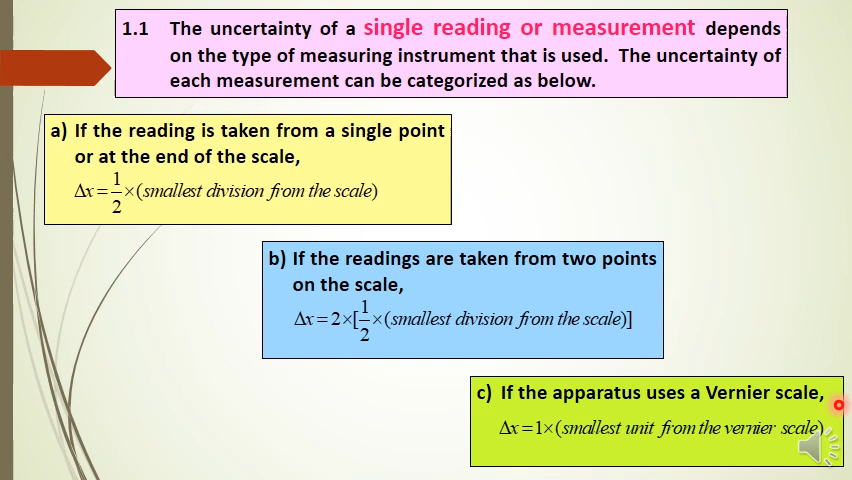 1.1 The uncertainty of a single reading or measurement depends
on the type of measuring instrument that is used. The uncertainty of
each measurement can be categorized as below.
a) If the reading is taken from a single point
or at the end of the scale,
Δx = 1/2 × (smallest division from the scale)
b) If the readings are taken from two points
on the scale,
Δx = 2 × [1/2 × (smallest division from the scale)]
c) If the apparatus uses a Vernier scale,
Δx = 1 × (smallest unit from the vernier scale)